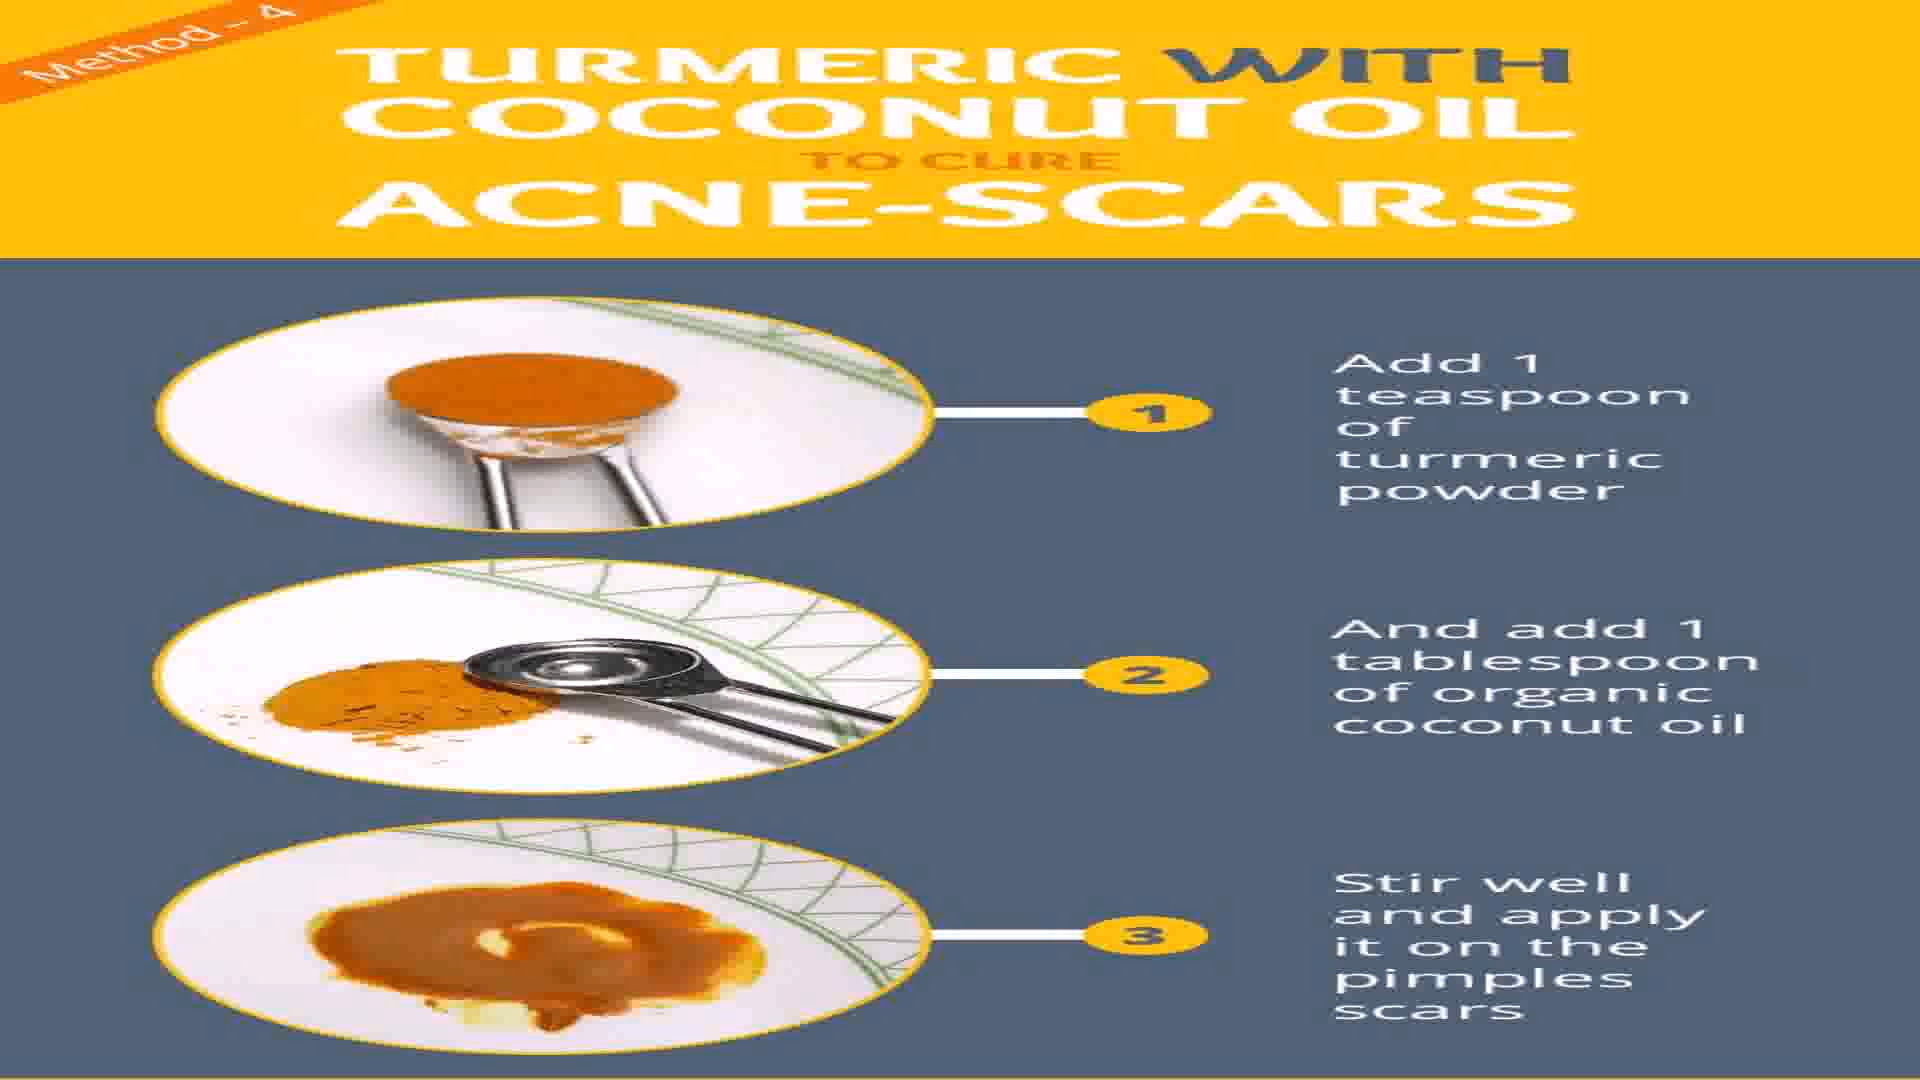 Method - 4
TURMERIC WITH
COCONUT OIL
TO CURE
ACNE-SCARS
1
Add 1
teaspoon
of
turmeric
powder
2
And add 1
tablespoon
of organic
coconut oil
3
Stir well
and apply
it on the
pimples
scars